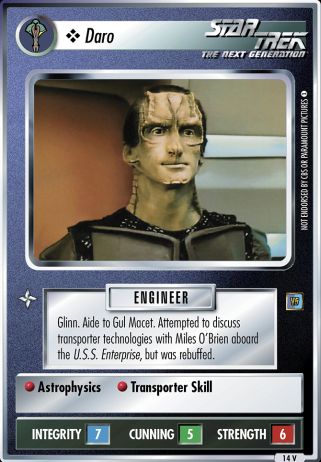 ❖ Daro
STAR TREK
THE NEXT GENERATION
NOT ENDORSED BY CBS OR PARAMOUNT PICTURES
ENGINEER
Glinn. Aide to Gul Macet. Attempted to discuss
transporter technologies with Miles O'Brien aboard
the U.S.S. Enterprise, but was rebuffed.
Astrophysics Transporter Skill
INTEGRITY 7 CUNNING 5 STRENGTH 6
14 V